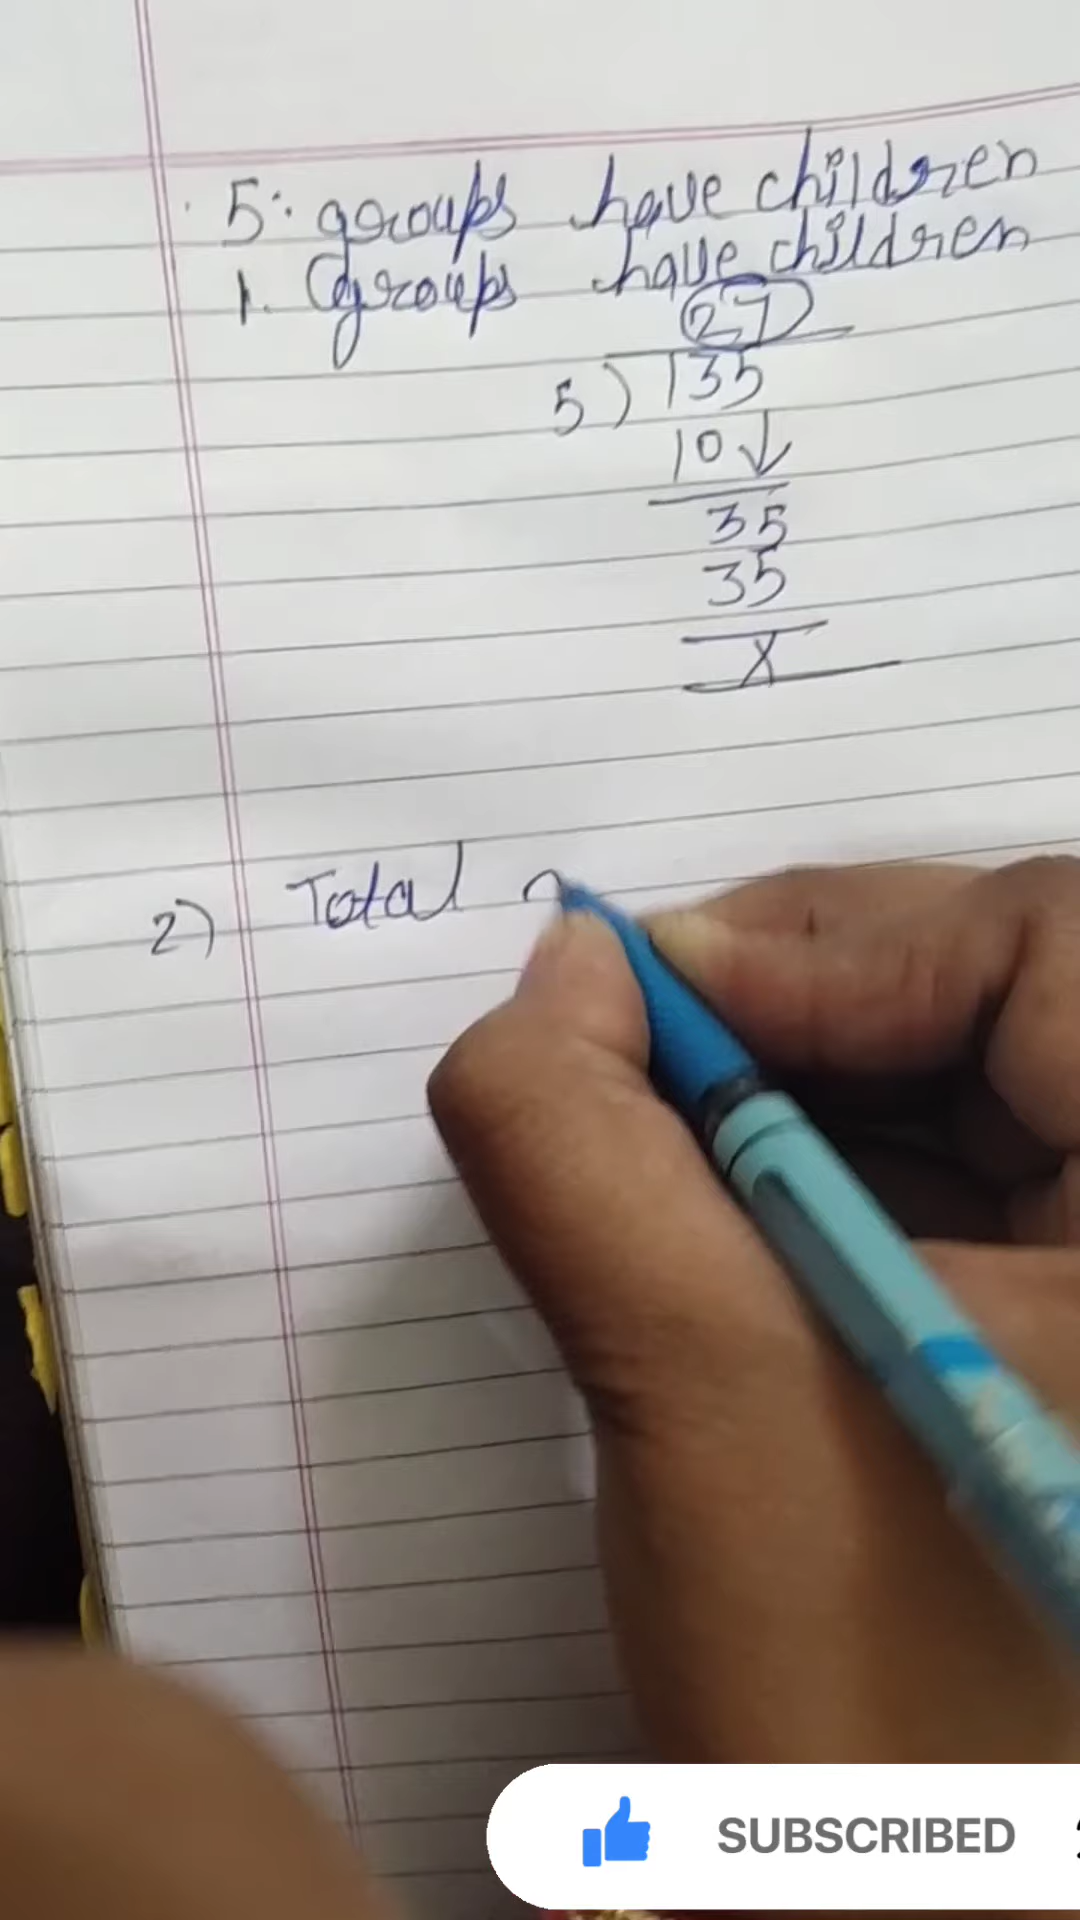 5. groups have children
1. Groups have children
27
5 ) 135
10 ↓
35
35
x
2) Total
SUBSCRIBED